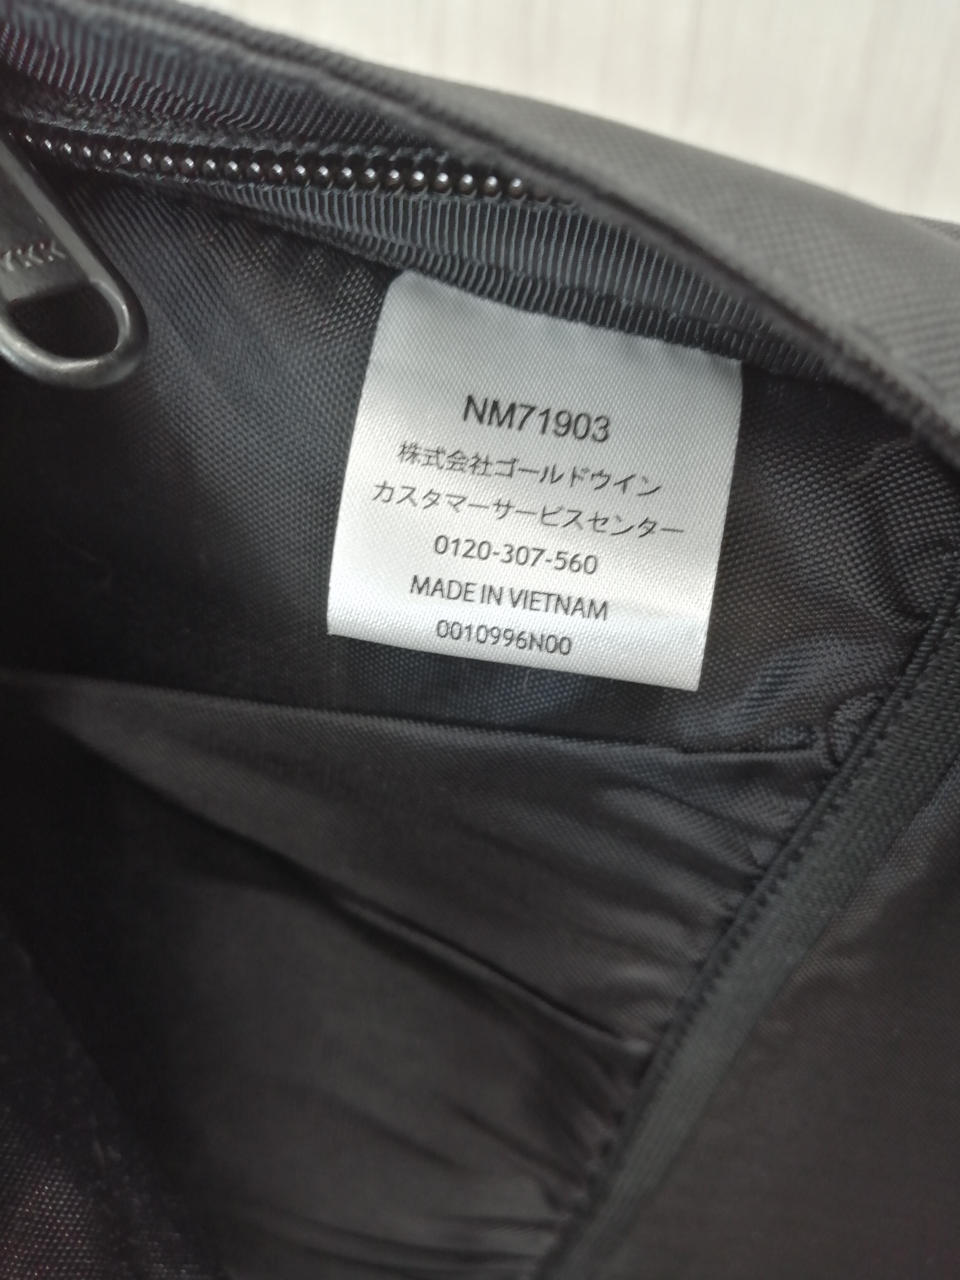 YKK
NM71903
株式会社ゴールドウイン
カスタマーサービスセンター
0120-307-560
MADE IN VIETNAM
0010996N00